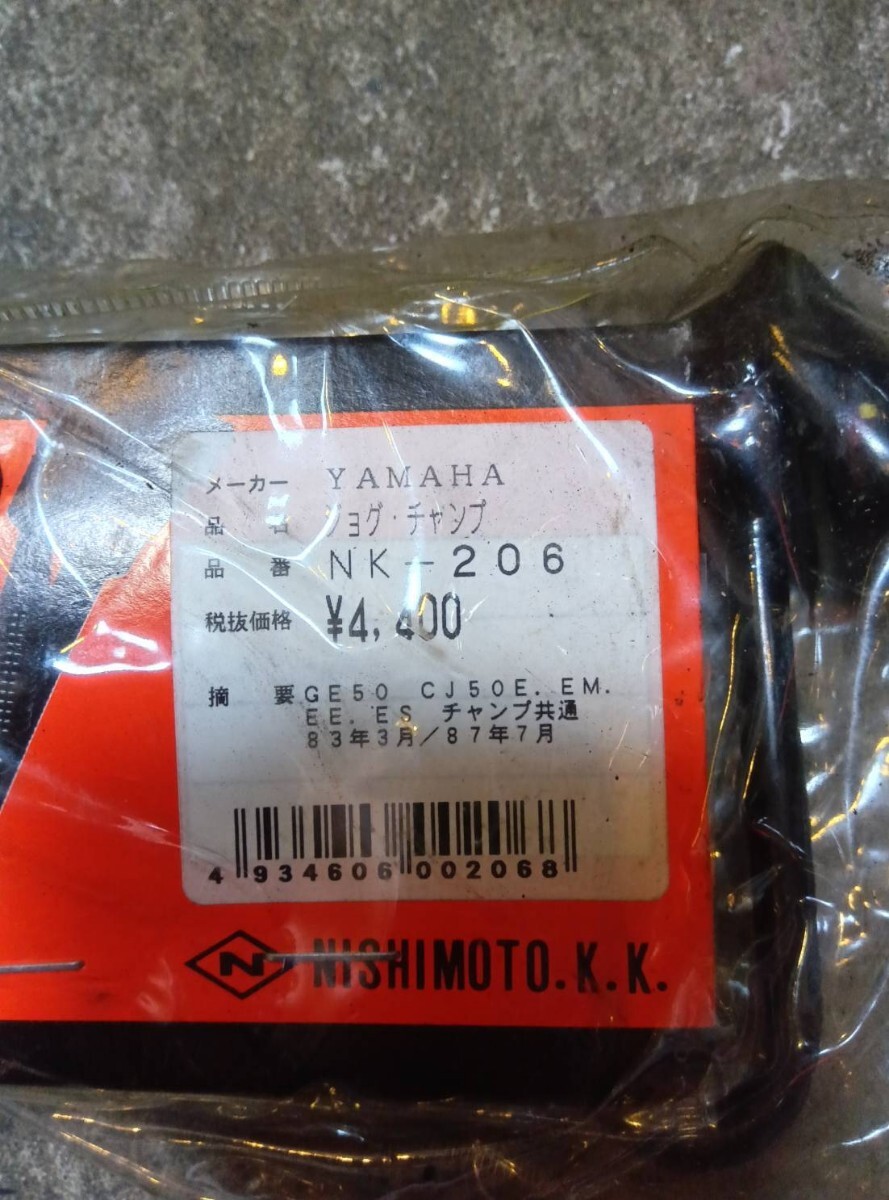 メーカー YAMAHA
品名 ジョグ・チャンプ
品番 NK-206
税抜価格 ¥4,400
摘要 GE50 CJ50E. EM.
EE. ES チャンプ共通
83年3月/87年7月
4 934606 002068
N NISHIMOTO.K.K.